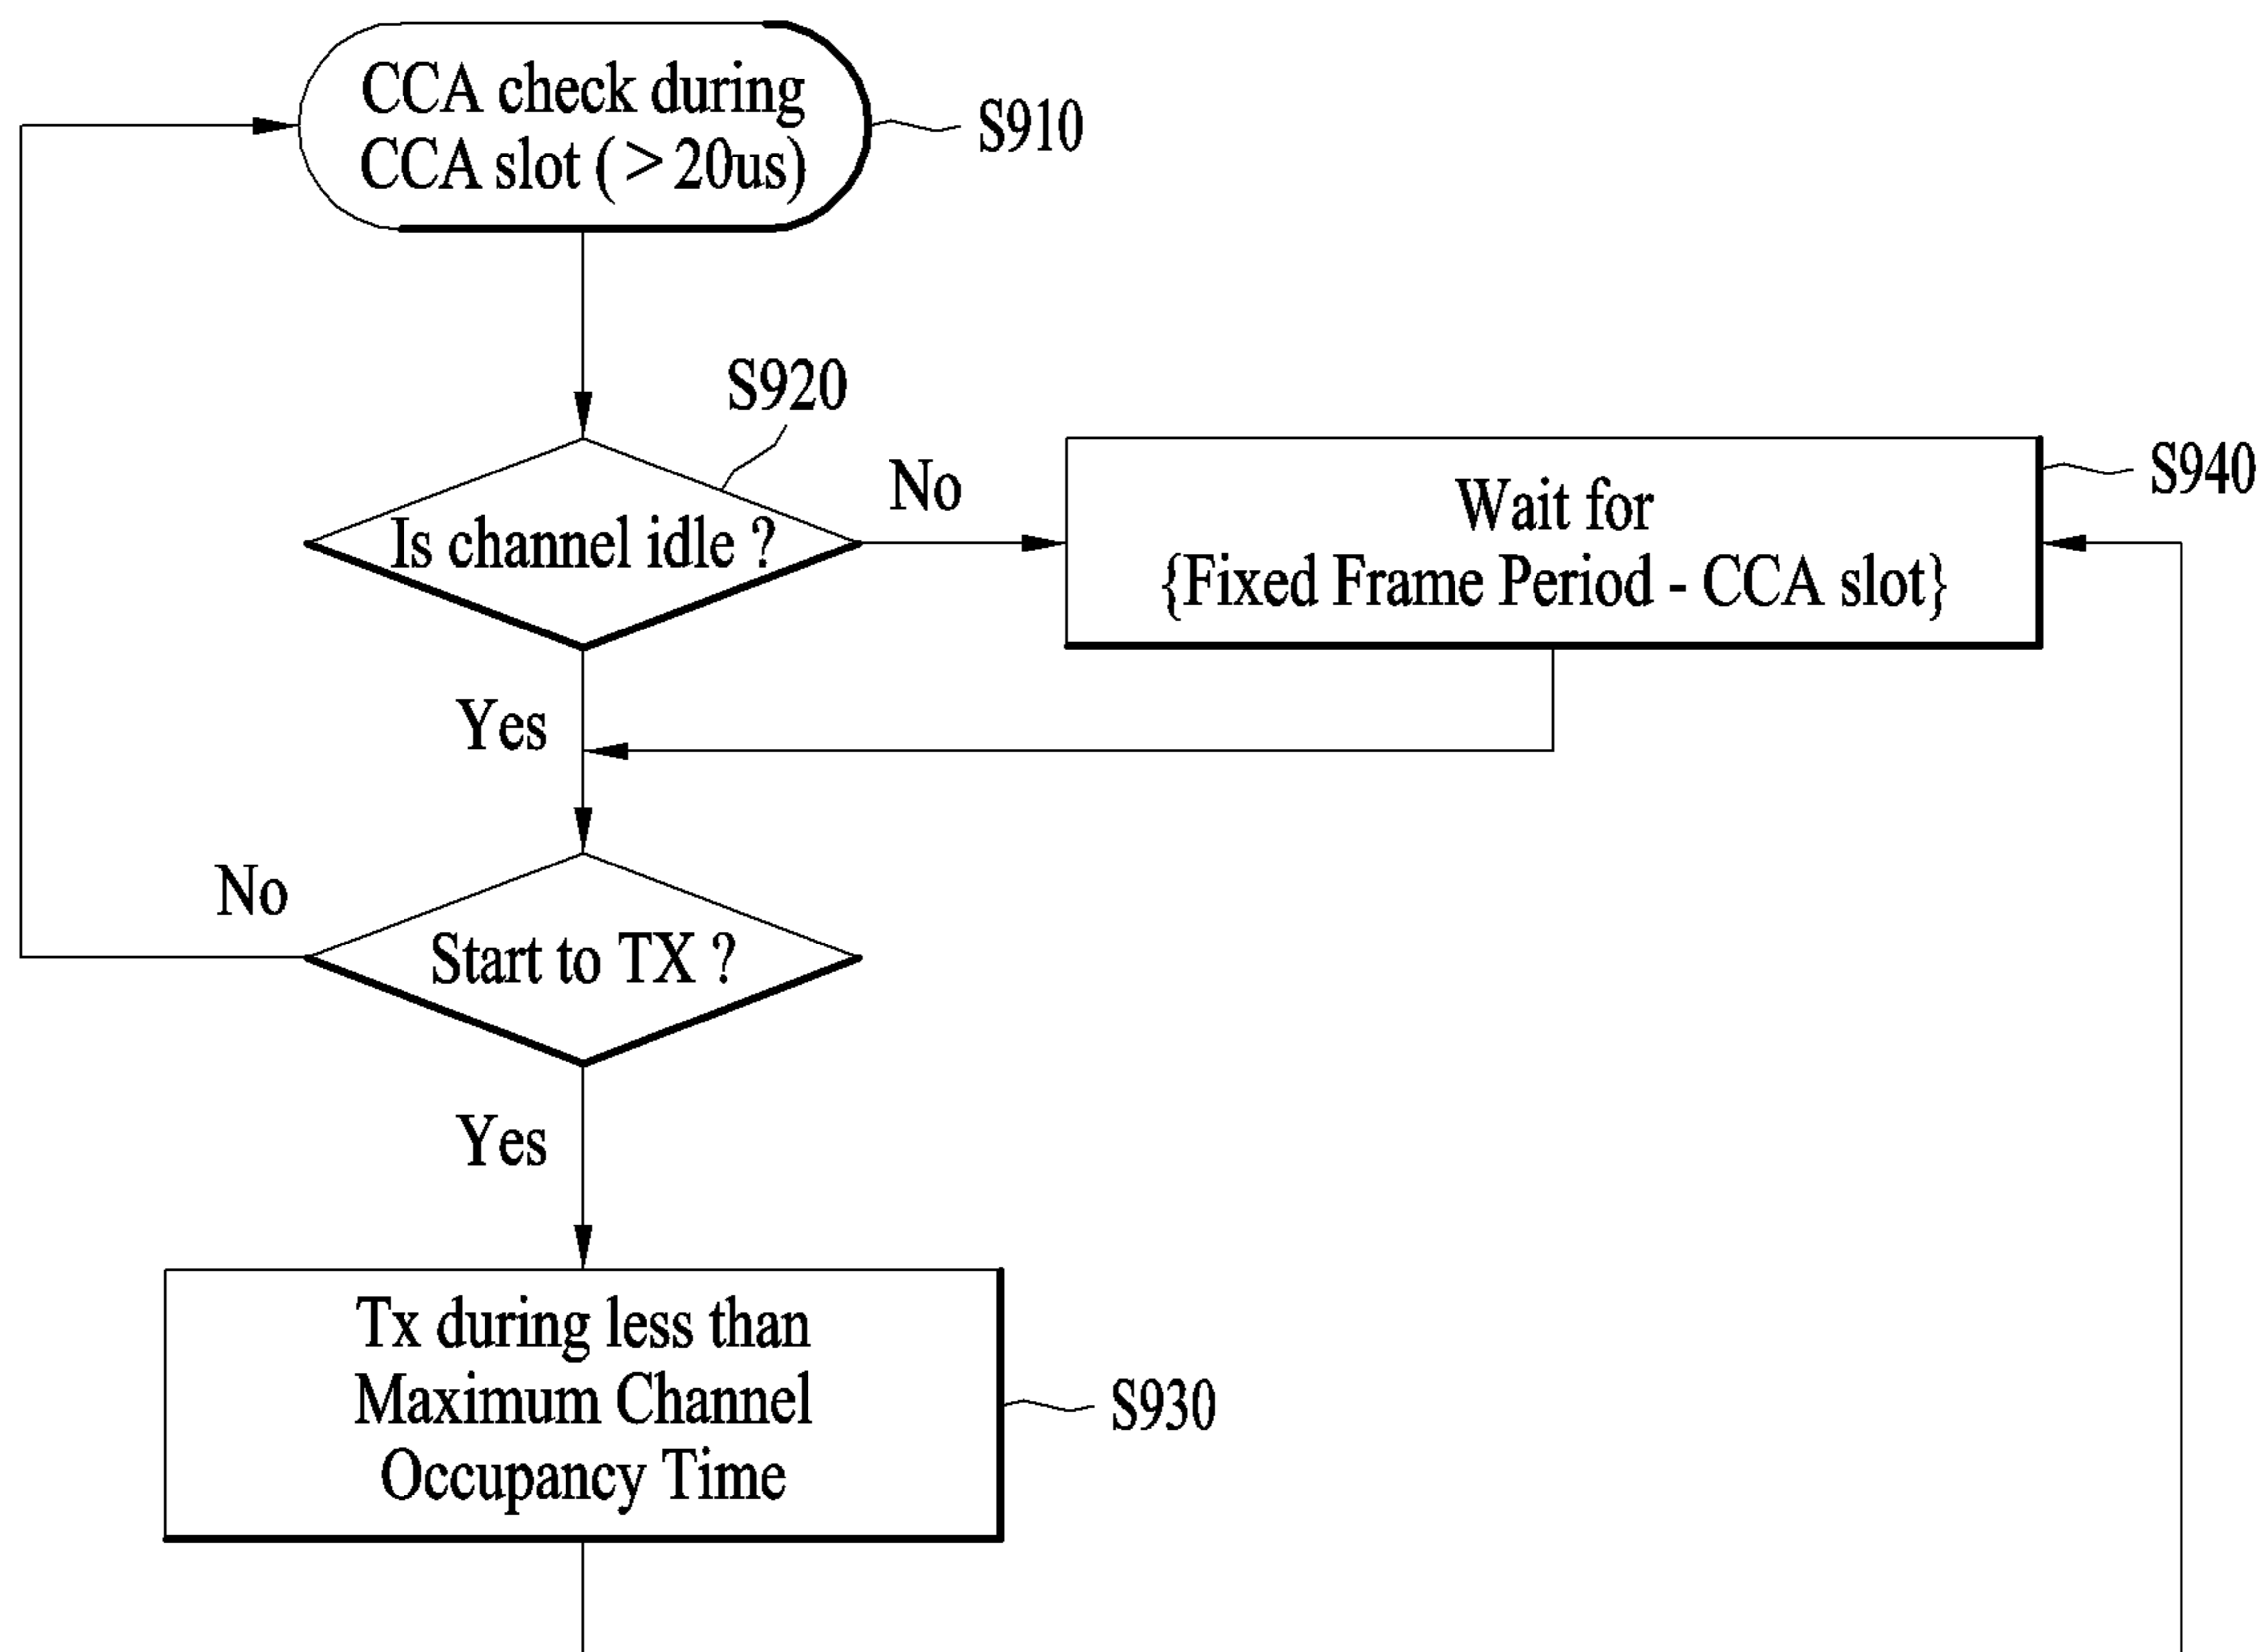 CCA check during
CCA slot ( > 20us)
S910
S920
Is channel idle ?
No
Wait for
{Fixed Frame Period - CCA slot}
S940
Yes
No
Start to TX ?
Yes
Tx during less than
Maximum Channel
Occupancy Time
S930